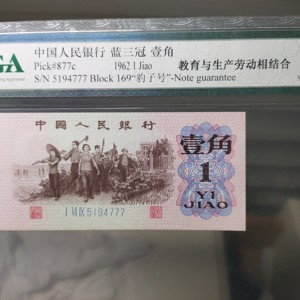 GA
中国人民银行 蓝三冠 壹角
Pick#877c 1962 1 Jiao 教育与生产劳动相结合
S/N 5194777 Block 169"豹子号"-Note guarantee
中国人民银行
壹角
1
YI
JIAO
I VI IX 5194777